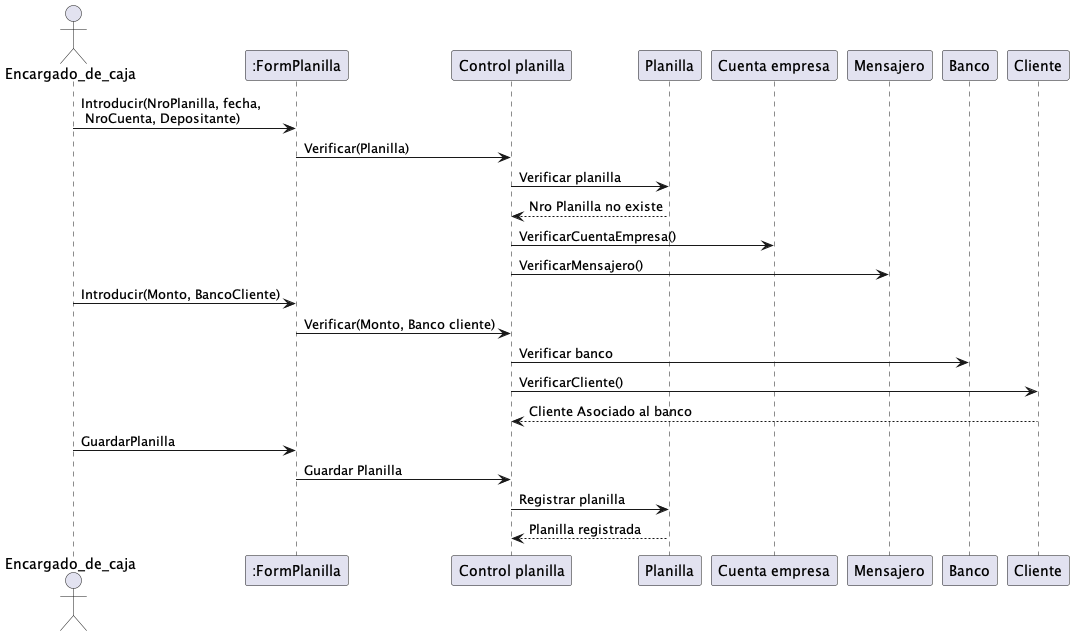 Encargado_de_caja
:FormPlanilla
Control planilla
Planilla
Cuenta empresa
Mensajero
Banco
Cliente
Introducir(NroPlanilla, fecha,
NroCuenta, Depositante)
Verificar(Planilla)
Verificar planilla
Nro Planilla no existe
VerificarCuentaEmpresa()
VerificarMensajero()
Introducir(Monto, BancoCliente)
Verificar(Monto, Banco cliente)
Verificar banco
VerificarCliente()
Cliente Asociado al banco
GuardarPlanilla
Guardar Planilla
Registrar planilla
Planilla registrada
Encargado_de_caja
:FormPlanilla
Control planilla
Planilla
Cuenta empresa
Mensajero
Banco
Cliente